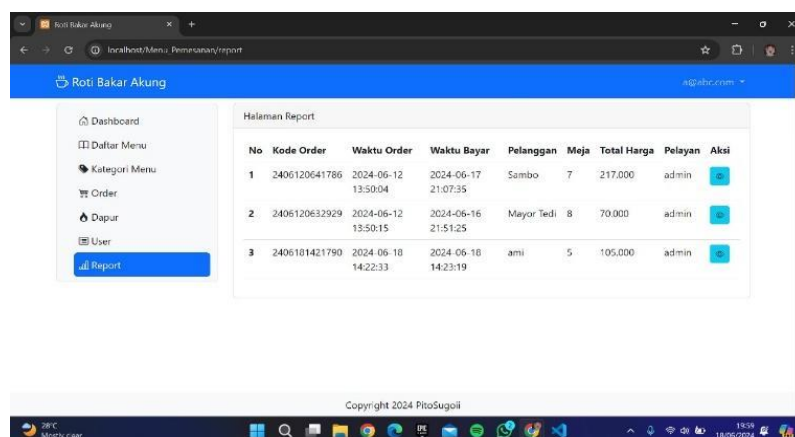 Roti Bakar Akung
localhost/Menu_Pemesanan/report
Roti Bakar Akung
a@abc.com
Dashboard
Daftar Menu
Kategori Menu
Order
Dapur
User
Report
Halaman Report
No Kode Order Waktu Order Waktu Bayar Pelanggan Meja Total Harga Pelayan Aksi
1 2406120641786 2024-06-12 2024-06-17 Sambo 7 217.000 admin
13:50:04 21:07:35
2 2406120632929 2024-06-12 2024-06-16 Mayor Tedi 8 70.000 admin
13:50:15 21:51:25
3 2406181421790 2024-06-18 2024-06-18 ami 5 105.000 admin
14:22:33 14:23:19
Copyright 2024 PitoSugoii
28°C
Mostly clear
19:59
18/06/2024